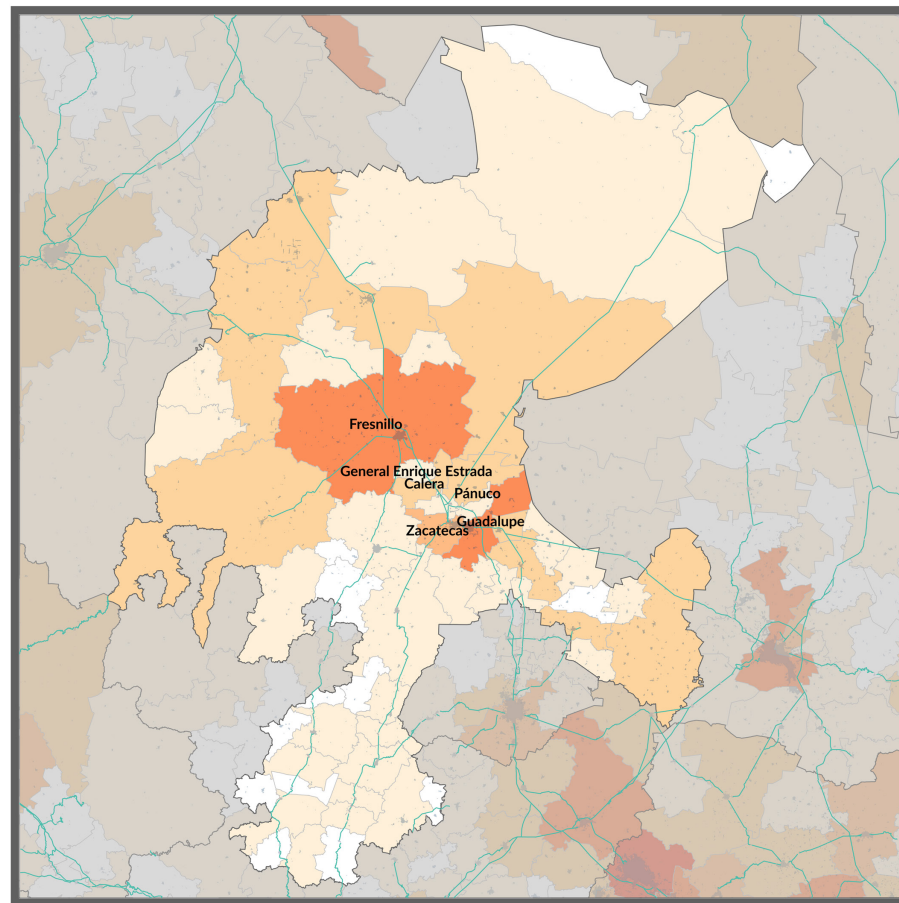 Fresnillo
General Enrique Estrada
Calera
Pánuco
Guadalupe
Zacatecas